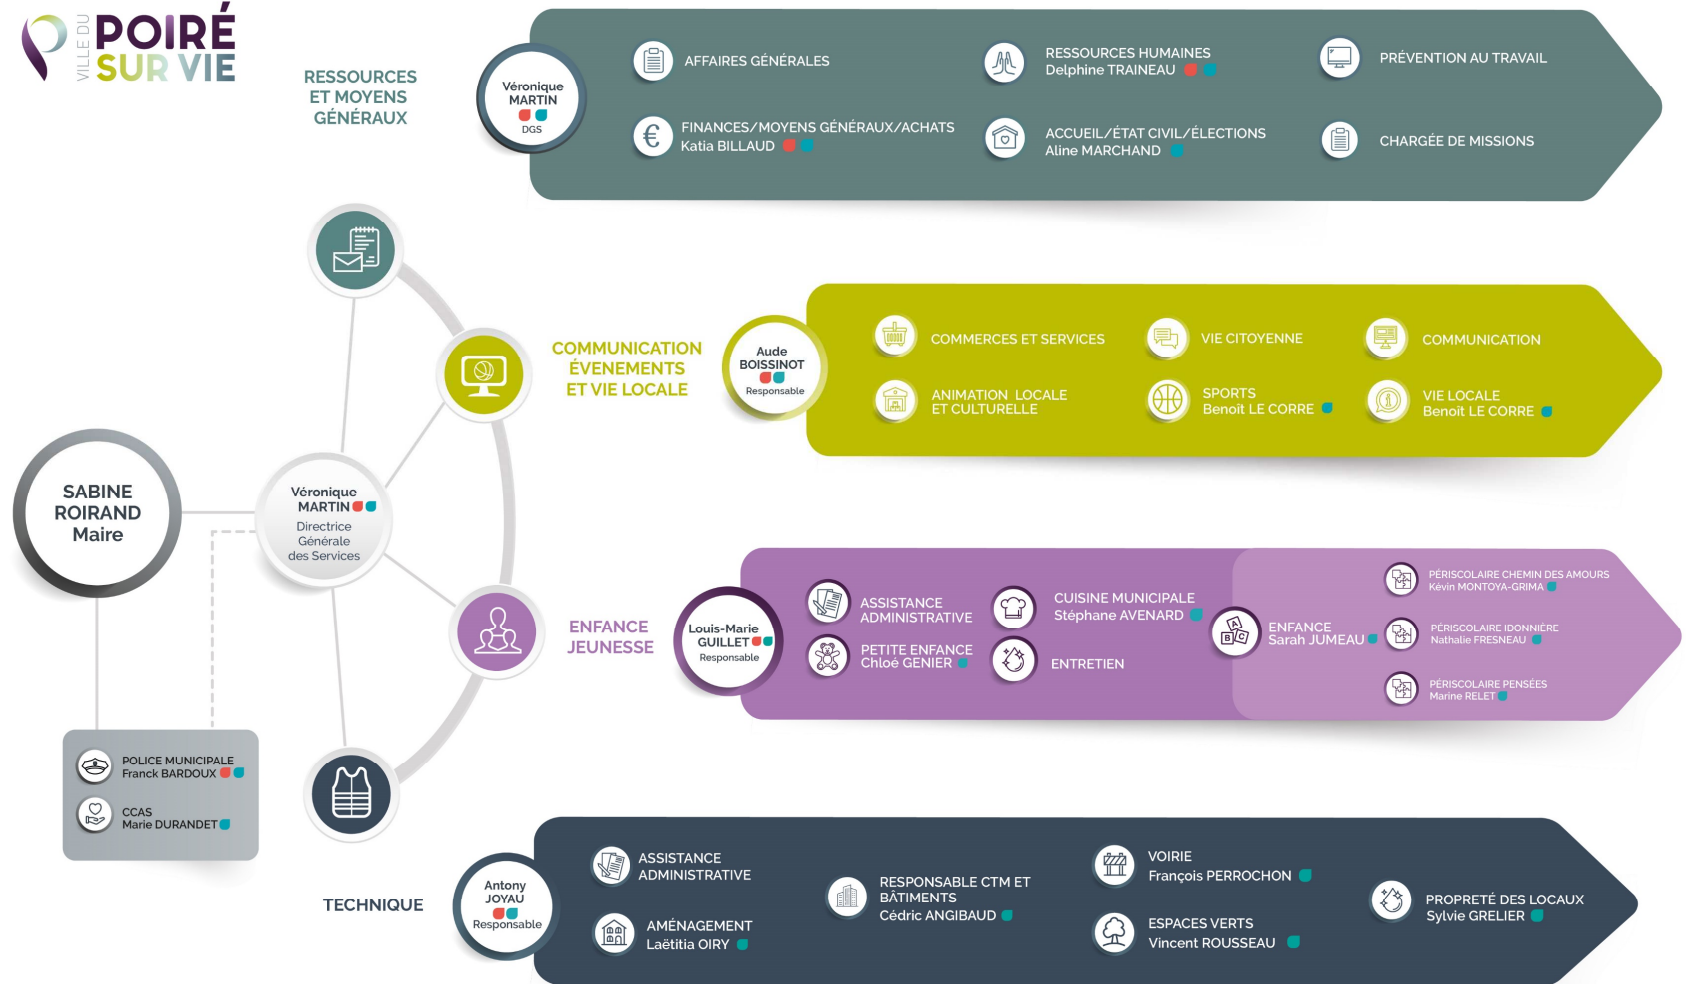 VILLE DU
POIRÉ
SUR VIE
RESSOURCES
ET MOYENS
GÉNÉRAUX
Véronique
MARTIN
DGS
AFFAIRES GÉNÉRALES
FINANCES/MOYENS GÉNÉRAUX/ACHATS
Katia BILLAUD
RESSOURCES HUMAINES
Delphine TRAINEAU
ACCUEIL/ÉTAT CIVIL/ÉLECTIONS
Aline MARCHAND
PRÉVENTION AU TRAVAIL
CHARGÉE DE MISSIONS
COMMUNICATION
ÉVENEMENTS
ET VIE LOCALE
Aude
BOISSINOT
Responsable
COMMERCES ET SERVICES
ANIMATION LOCALE
ET CULTURELLE
VIE CITOYENNE
SPORTS
Benoît LE CORRE
COMMUNICATION
VIE LOCALE
Benoît LE CORRE
SABINE
ROIRAND
Maire
Véronique
MARTIN
Directrice
Générale
des Services
ENFANCE
JEUNESSE
Louis-Marie
GUILLET
Responsable
ASSISTANCE
ADMINISTRATIVE
PETITE ENFANCE
Chloé GENIER
CUISINE MUNICIPALE
Stéphane AVENARD
ENTRETIEN
A
B C
ENFANCE
Sarah JUMEAU
PÉRISCOLAIRE CHEMIN DES AMOURS
Kévin MONTOYA-GRIMA
PÉRISCOLAIRE IDONNIÈRE
Nathalie FRESNEAU
PÉRISCOLAIRE PENSÉES
Marine RELET
POLICE MUNICIPALE
Franck BARDOUX
CCAS
Marie DURANDET
TECHNIQUE
Antony
JOYAU
Responsable
ASSISTANCE
ADMINISTRATIVE
AMÉNAGEMENT
Laëtitia OIRY
RESPONSABLE CTM ET
BÂTIMENTS
Cédric ANGIBAUD
VOIRIE
François PERROCHON
ESPACES VERTS
Vincent ROUSSEAU
PROPRETÉ DES LOCAUX
Sylvie GRELIER